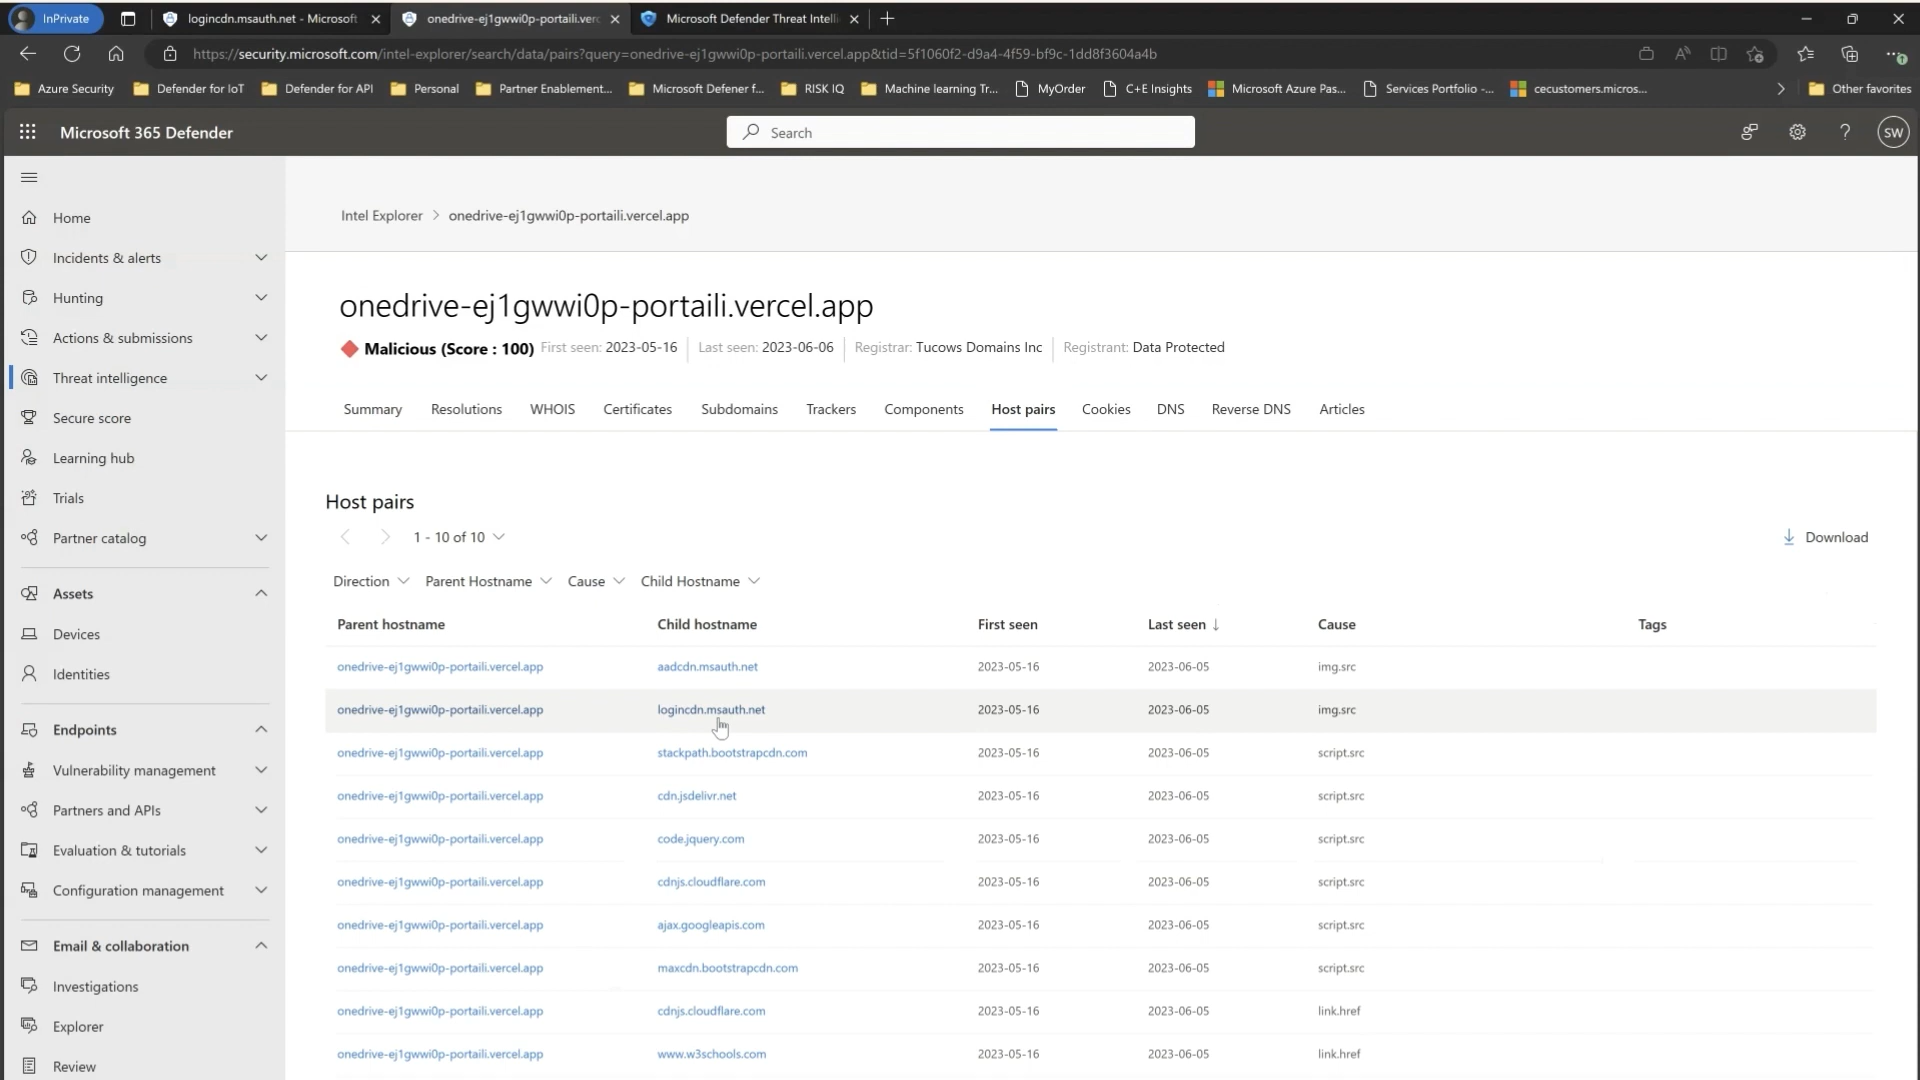 InPrivate
logincdn.msauth.net - Microsoft
onedrive-ej1gwwi0p-portaili.verc
Microsoft Defender Threat Intelli
https://security.microsoft.com/intel-explorer/search/data/pairs?query=onedrive-ej1gwwi0p-portaili.vercel.app&tid=5f1060f2-d9a4-4f59-bf9c-1dd8f3604a4b
Azure Security
Defender for IoT
Defender for API
Personal
Partner Enablement...
Microsoft Defener f...
RISK IQ
Machine learning Tr...
MyOrder
C+E Insights
Microsoft Azure Pas...
Services Portfolio -...
cecustomers.micros...
Other favorites
Microsoft 365 Defender
Search
?
SW
Home
Incidents & alerts
Hunting
Actions & submissions
Threat intelligence
Secure score
Learning hub
Trials
Partner catalog
Assets
Devices
Identities
Endpoints
Vulnerability management
Partners and APIs
Evaluation & tutorials
Configuration management
Email & collaboration
Investigations
Explorer
Review
Intel Explorer > onedrive-ej1gwwi0p-portaili.vercel.app
onedrive-ej1gwwi0p-portaili.vercel.app
Malicious (Score : 100) First seen: 2023-05-16 Last seen: 2023-06-06 Registrar: Tucows Domains Inc Registrant: Data Protected
Summary Resolutions WHOIS Certificates Subdomains Trackers Components Host pairs Cookies DNS Reverse DNS Articles
Host pairs
1 - 10 of 10
Download
Direction Parent Hostname Cause Child Hostname
Parent hostname Child hostname First seen Last seen ↓ Cause Tags
onedrive-ej1gwwi0p-portaili.vercel.app aadcdn.msauth.net 2023-05-16 2023-06-05 img.src
onedrive-ej1gwwi0p-portaili.vercel.app logincdn.msauth.net 2023-05-16 2023-06-05 img.src
onedrive-ej1gwwi0p-portaili.vercel.app stackpath.bootstrapcdn.com 2023-05-16 2023-06-05 script.src
onedrive-ej1gwwi0p-portaili.vercel.app cdn.jsdelivr.net 2023-05-16 2023-06-05 script.src
onedrive-ej1gwwi0p-portaili.vercel.app code.jquery.com 2023-05-16 2023-06-05 script.src
onedrive-ej1gwwi0p-portaili.vercel.app cdnjs.cloudflare.com 2023-05-16 2023-06-05 script.src
onedrive-ej1gwwi0p-portaili.vercel.app ajax.googleapis.com 2023-05-16 2023-06-05 script.src
onedrive-ej1gwwi0p-portaili.vercel.app maxcdn.bootstrapcdn.com 2023-05-16 2023-06-05 script.src
onedrive-ej1gwwi0p-portaili.vercel.app cdnjs.cloudflare.com 2023-05-16 2023-06-05 link.href
onedrive-ej1gwwi0p-portaili.vercel.app www.w3schools.com 2023-05-16 2023-06-05 link.href